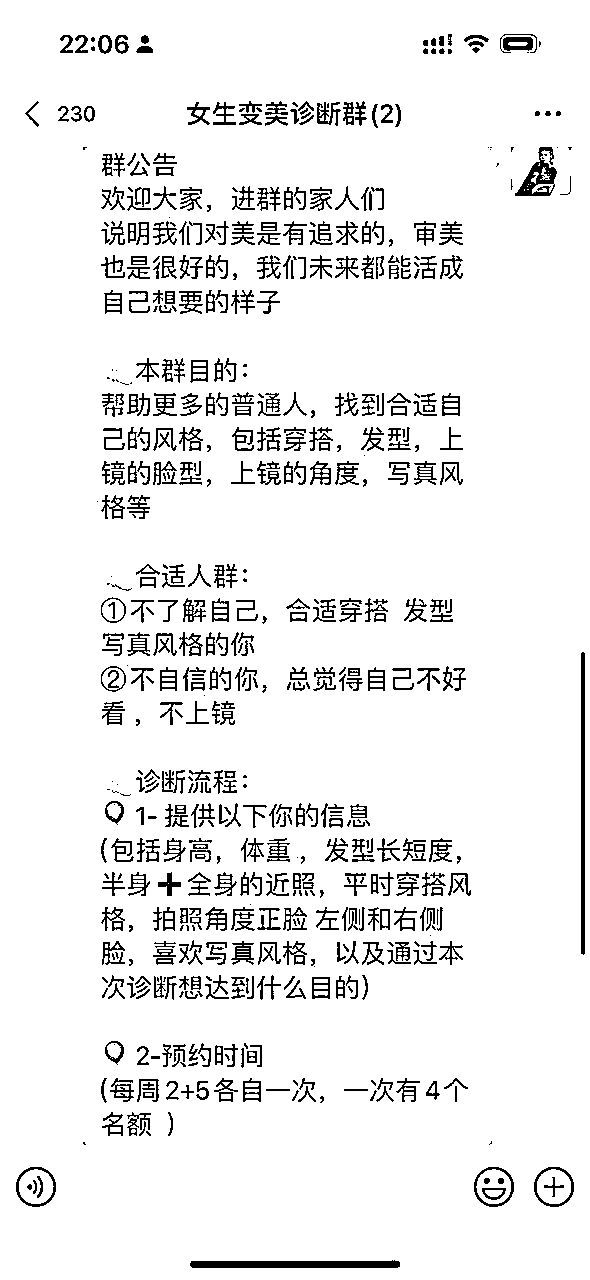 22:06
230
女生变美诊断群(2)
群公告
欢迎大家，进群的家人们
说明我们对美是有追求的，审美
也是很好的，我们未来都能活成
自己想要的样子
本群目的：
帮助更多的普通人，找到合适自
己的风格，包括穿搭，发型，上
镜的脸型，上镜的角度，写真风
格等
合适人群：
①不了解自己，合适穿搭 发型
写真风格的你
②不自信的你，总觉得自己不好
看，不上镜
诊断流程：
1- 提供以下你的信息
(包括身高，体重，发型长短度，
半身➕全身的近照，平时穿搭风
格，拍照角度正脸 左侧和右侧
脸，喜欢写真风格，以及通过本
次诊断想达到什么目的)
2-预约时间
(每周2+5各自一次，一次有4个
名额 )